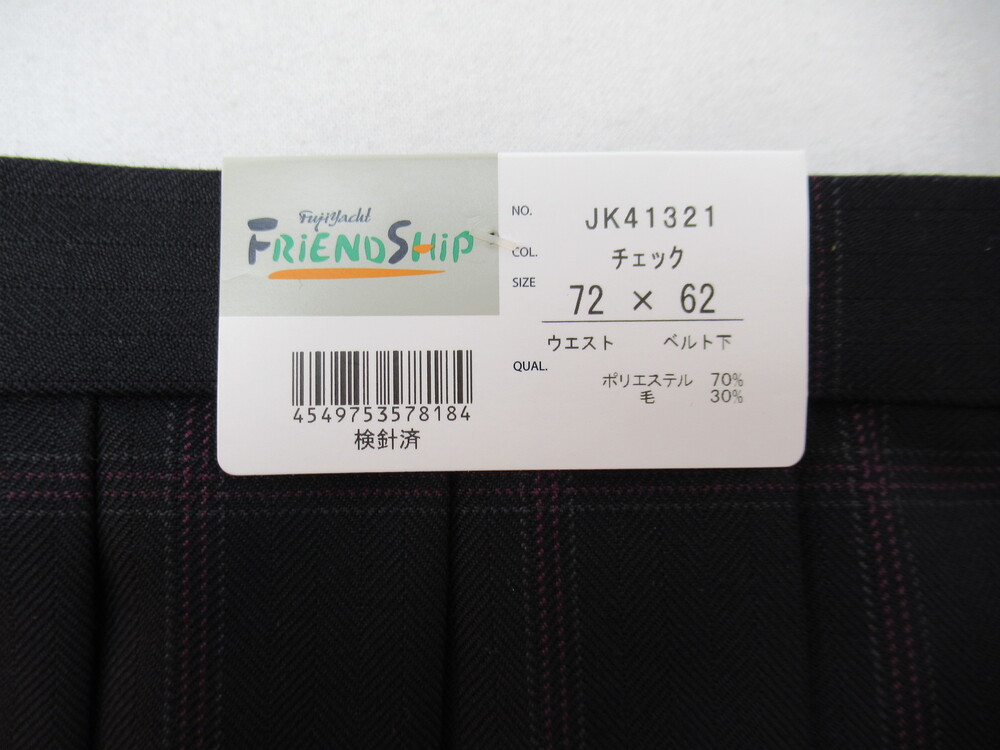 FujiYacht
FRiENDSHiP
NO. JK41321
COL. チェック
SIZE 72 × 62
ウエスト ベルト下
QUAL. ポリエステル 70%
毛 30%
4549753578184
検針済